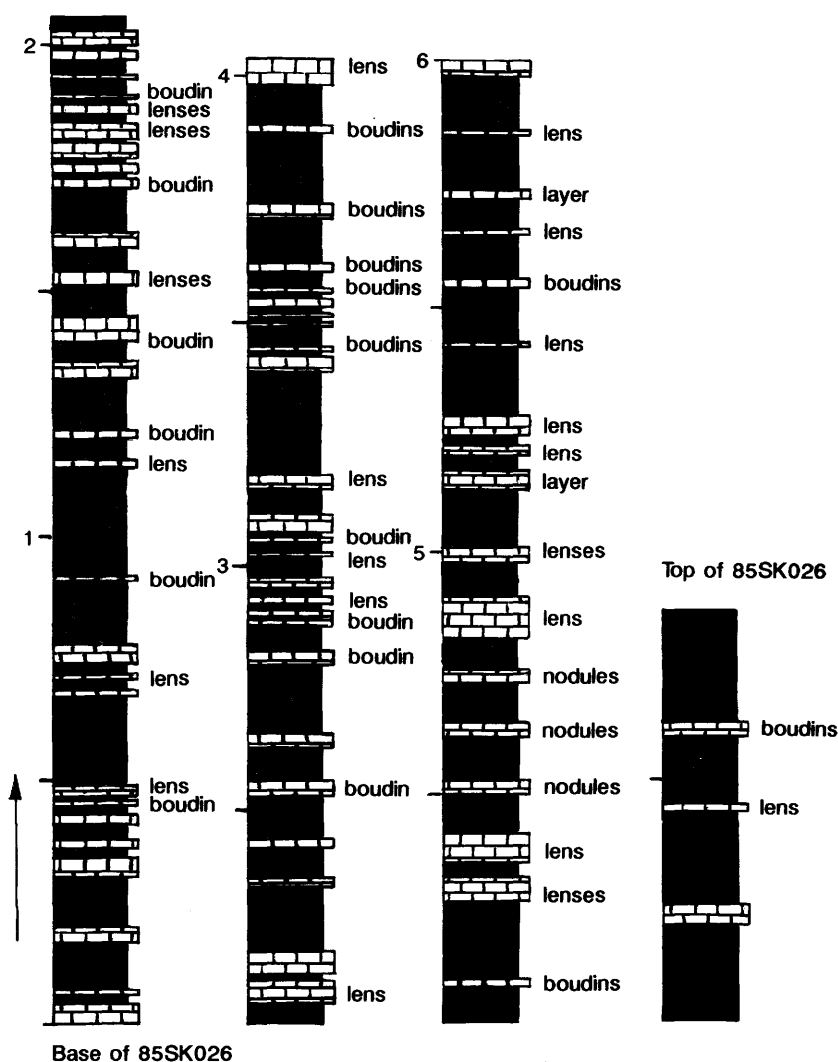 2
boudin
lenses
lenses
boudin
lenses
boudin
boudin
lens
1
boudin
lens
lens
boudin
Base of 85SK026
4
lens
boudins
boudins
boudins
boudins
boudins
lens
boudin
3
lens
lens
boudin
boudin
boudin
lens
6
lens
layer
lens
boudins
lens
lens
lens
layer
5
lenses
lens
nodules
nodules
nodules
lens
lenses
boudins
Top of 85SK026
boudins
lens